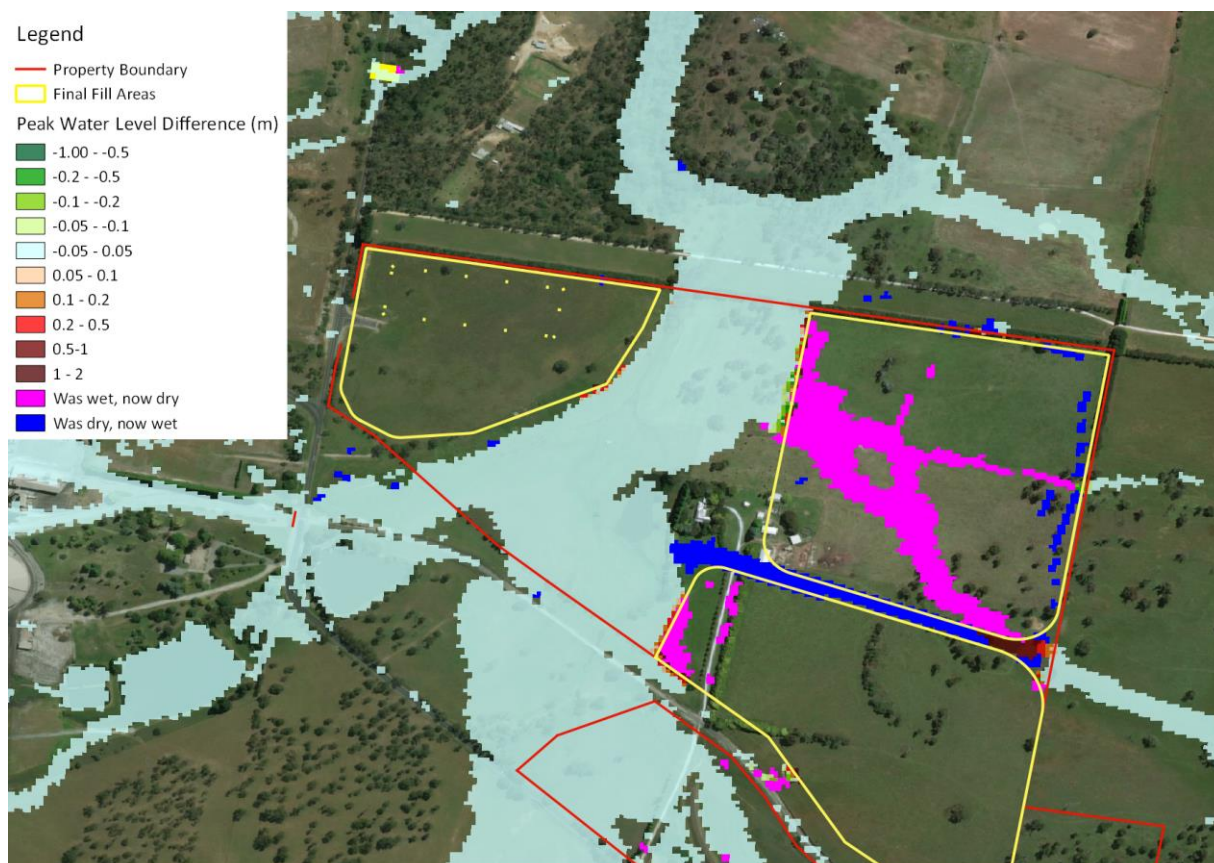 Legend
Property Boundary
Final Fill Areas
Peak Water Level Difference (m)
-1.00 - -0.5
-0.2 - -0.5
-0.1 - -0.2
-0.05 - -0.1
-0.05 - 0.05
0.05 - 0.1
0.1 - 0.2
0.2 - 0.5
0.5-1
1 - 2
Was wet, now dry
Was dry, now wet